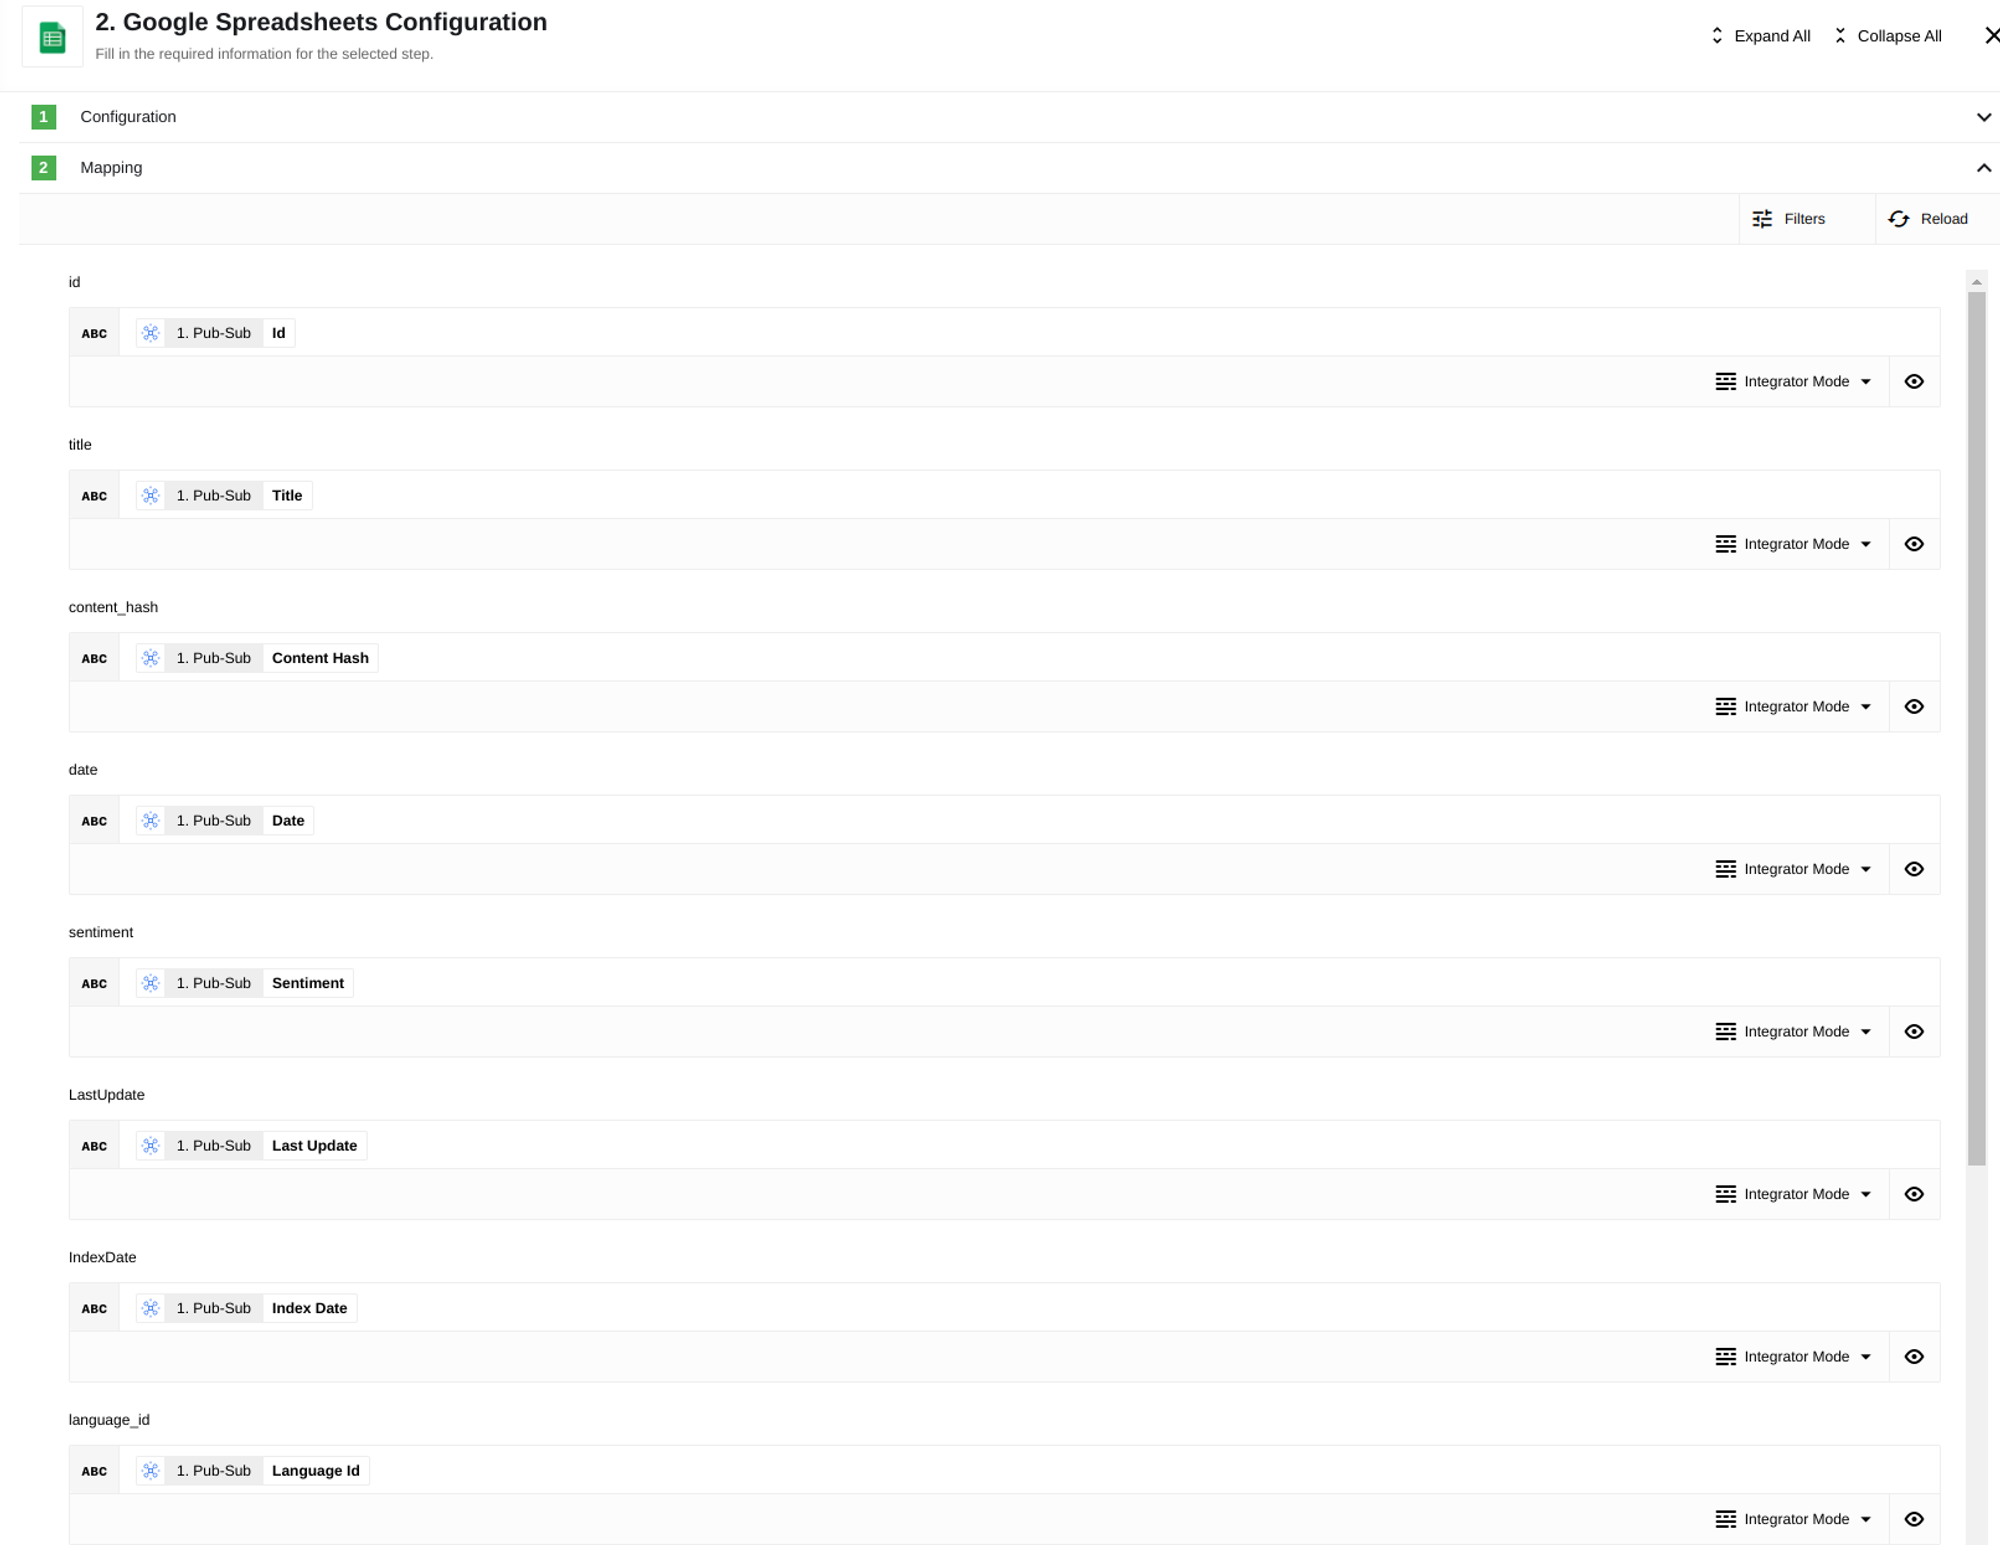 2. Google Spreadsheets Configuration
Fill in the required information for the selected step.
Expand All
Collapse All
1 Configuration
2 Mapping
Filters
Reload
id
ABC 1. Pub-Sub Id
Integrator Mode
title
ABC 1. Pub-Sub Title
Integrator Mode
content_hash
ABC 1. Pub-Sub Content Hash
Integrator Mode
date
ABC 1. Pub-Sub Date
Integrator Mode
sentiment
ABC 1. Pub-Sub Sentiment
Integrator Mode
LastUpdate
ABC 1. Pub-Sub Last Update
Integrator Mode
IndexDate
ABC 1. Pub-Sub Index Date
Integrator Mode
language_id
ABC 1. Pub-Sub Language Id
Integrator Mode